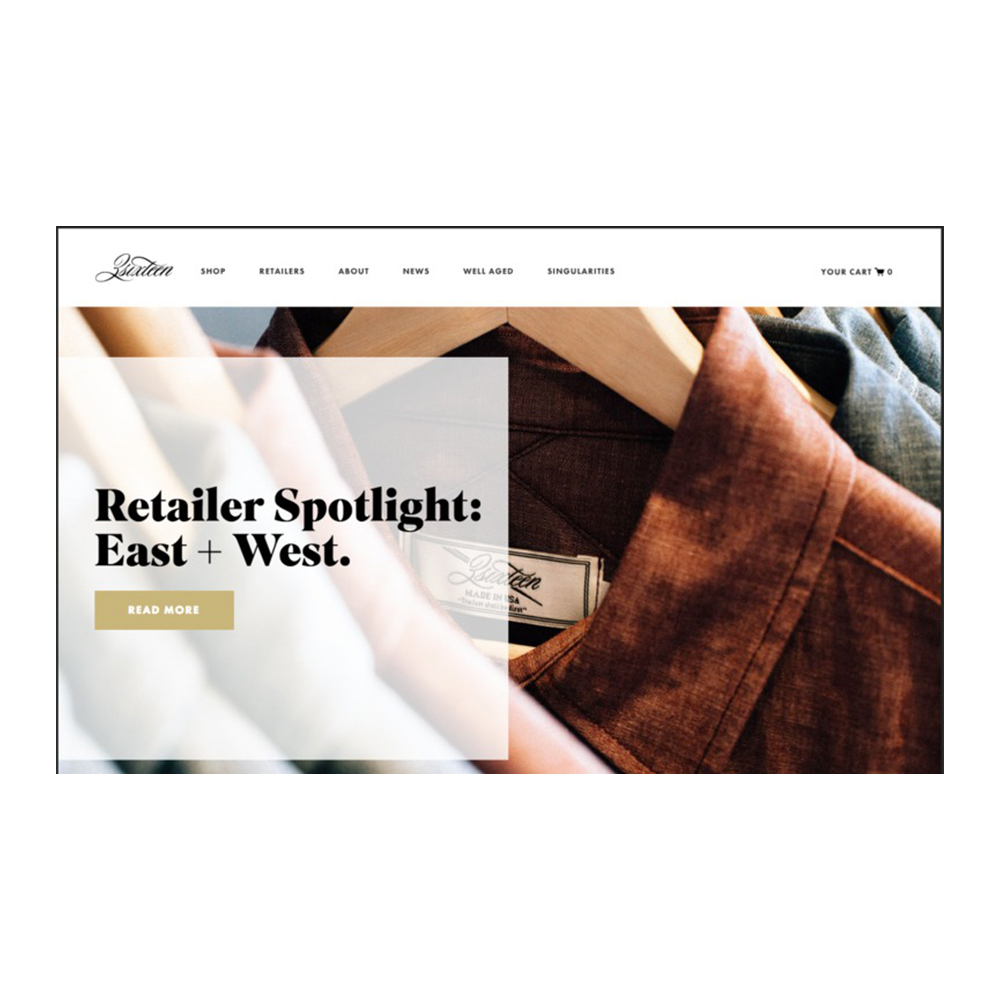 3sixteen
SHOP
RETAILERS
ABOUT
NEWS
WELL AGED
SINGULARITIES
YOUR CART 0
Retailer Spotlight:
East + West.
READ MORE
3sixteen
MADE IN USA